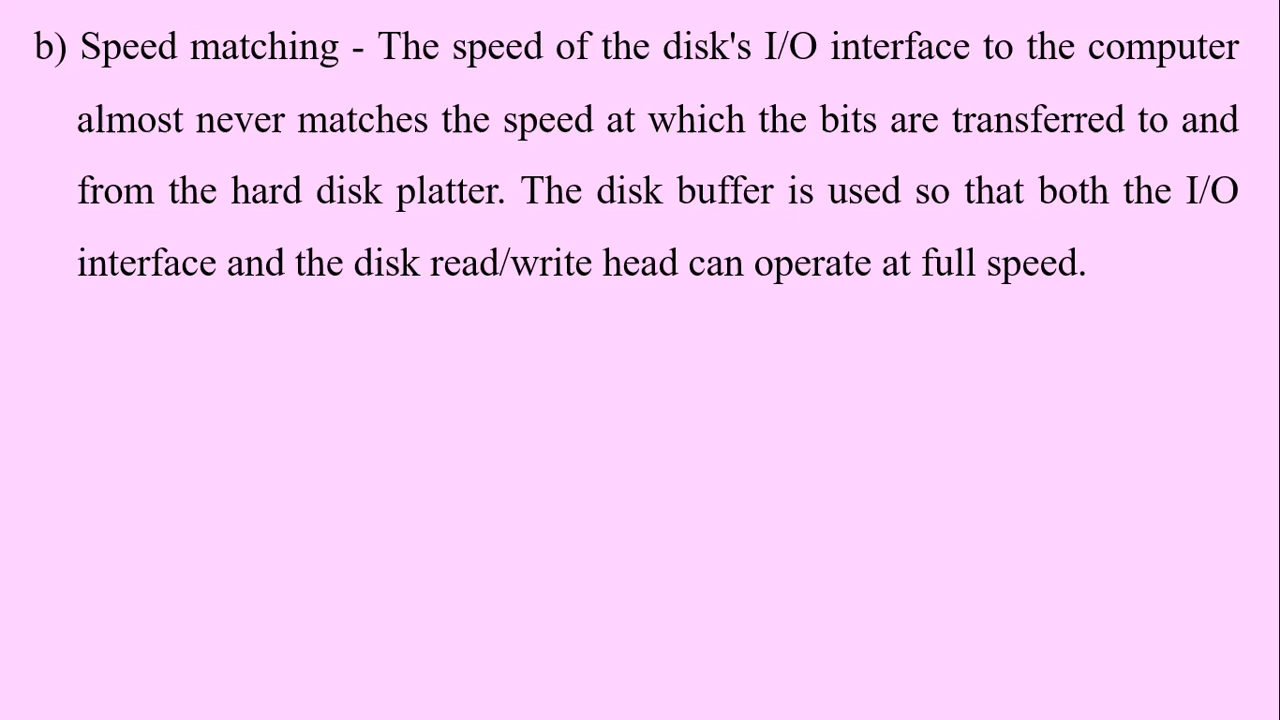 b) Speed matching - The speed of the disk's I/O interface to the computer
almost never matches the speed at which the bits are transferred to and
from the hard disk platter. The disk buffer is used so that both the I/O
interface and the disk read/write head can operate at full speed.